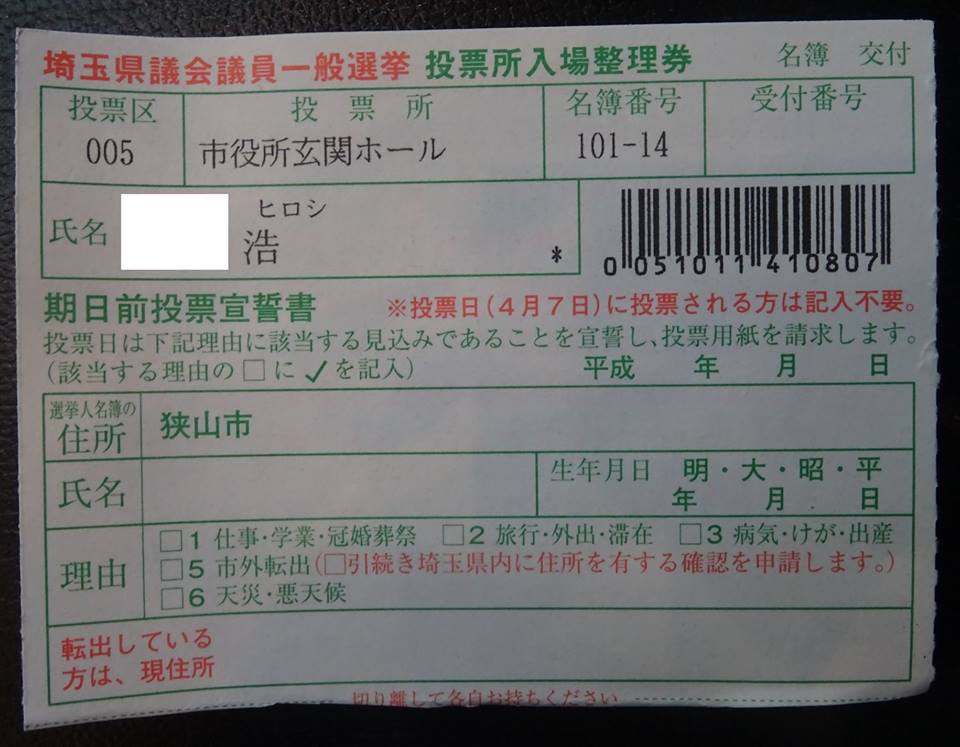 埼玉県議会議員一般選挙 投票所入場整理券 名簿 交付
投票区 投票所 名簿番号 受付番号
005 市役所玄関ホール 101-14
ヒロシ
氏名 浩 *
0 051011 410807
期日前投票宣誓書 ※投票日(4月7日)に投票される方は記入不要。
投票日は下記理由に該当する見込みであることを宣誓し、投票用紙を請求します。
(該当する理由の□に✓を記入) 平成 年 月 日
選挙人名簿の
住所 狭山市
氏名 生年月日 明・大・昭・平
年 月 日
理由 □1 仕事・学業・冠婚葬祭 □2 旅行・外出・滞在 □3 病気・けが・出産
□5 市外転出(□引続き埼玉県内に住所を有する確認を申請します。)
□6 天災・悪天候
転出している
方は、現住所
切り離して各自お持ちください